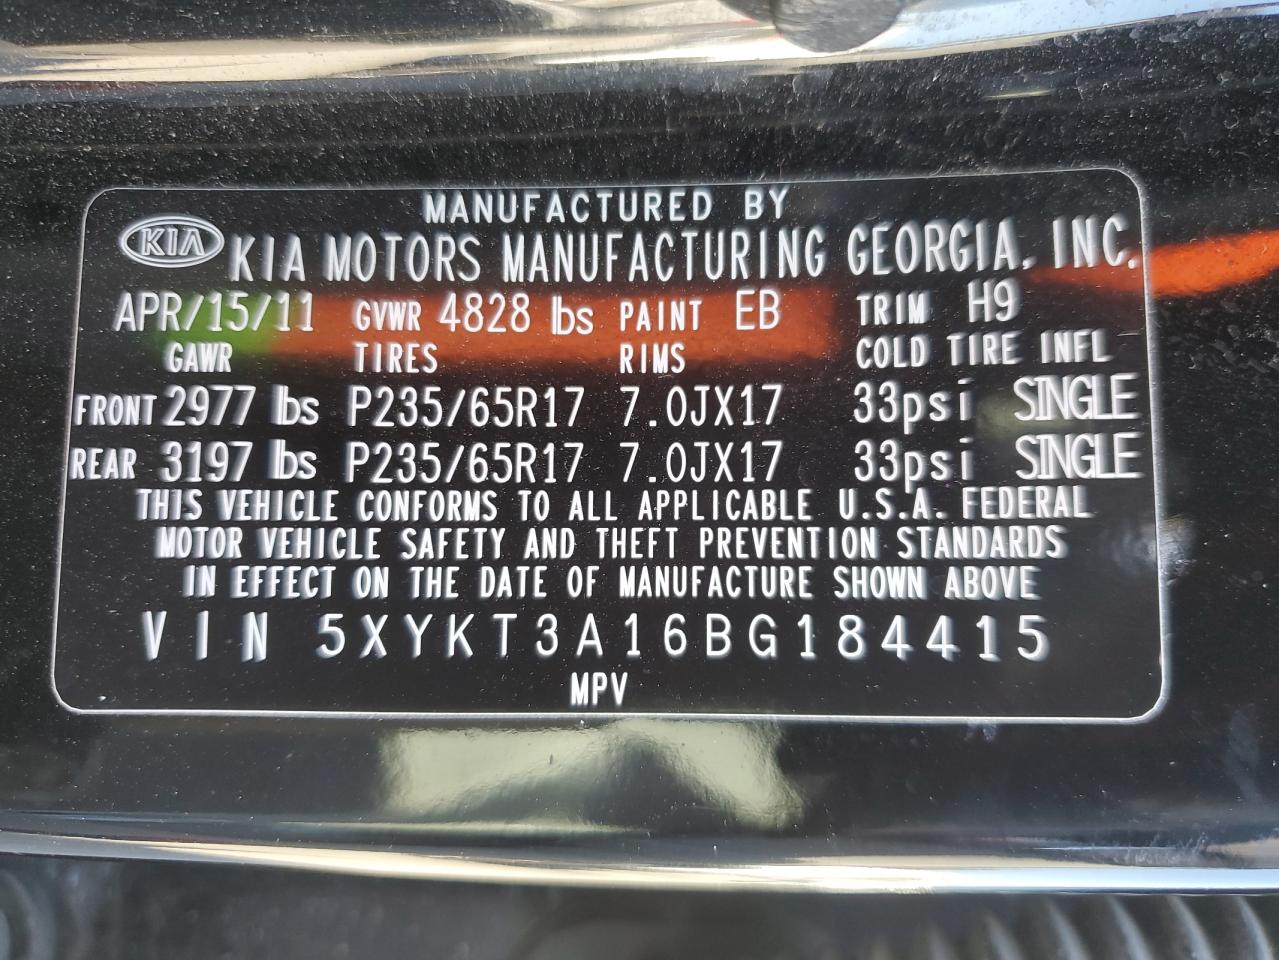 MANUFACTURED BY
KIA KIA MOTORS MANUFACTURING GEORGIA, INC.
APR/15/11 GVWR 4828 lbs PAINT EB TRIM H9
GAWR TIRES RIMS COLD TIRE INFL
FRONT 2977 lbs P235/65R17 7.0JX17 33psi SINGLE
REAR 3197 lbs P235/65R17 7.0JX17 33psi SINGLE
THIS VEHICLE CONFORMS TO ALL APPLICABLE U.S.A. FEDERAL
MOTOR VEHICLE SAFETY AND THEFT PREVENTION STANDARDS
IN EFFECT ON THE DATE OF MANUFACTURE SHOWN ABOVE
VIN 5XYKT3A16BG184415
MPV